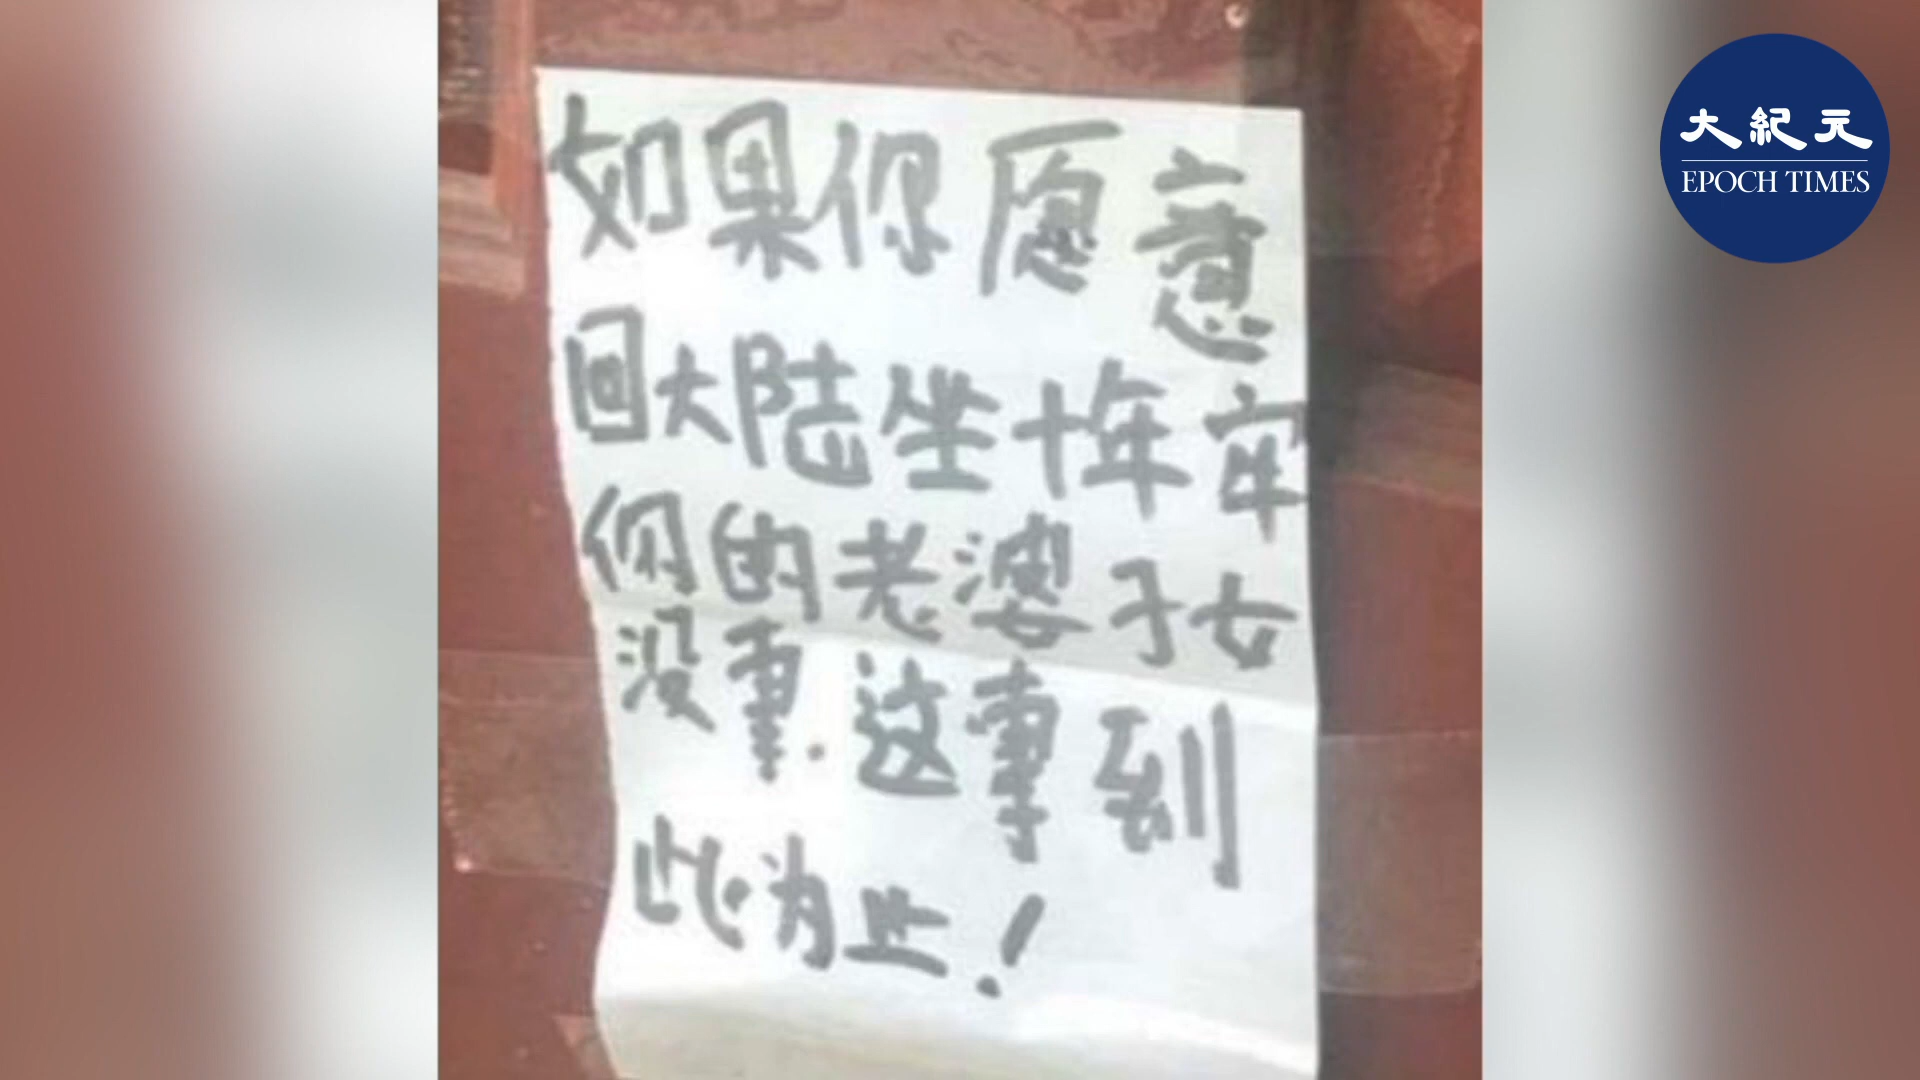 如果你愿意
回大陆坐十年牢
你的老婆子女
没事.这事到
此为止!
大紀元
EPOCH TIMES